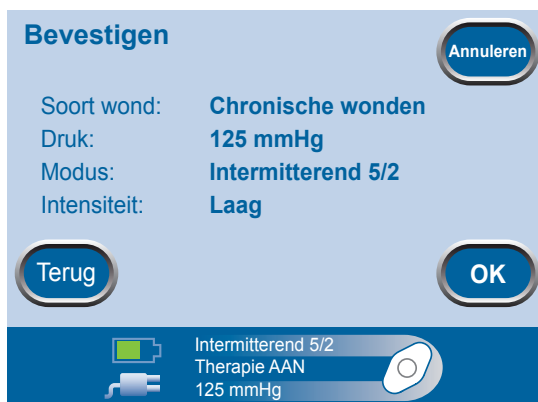 Bevestigen
Annuleren
Soort wond: Chronische wonden
Druk: 125 mmHg
Modus: Intermitterend 5/2
Intensiteit: Laag
Terug
OK
Intermitterend 5/2
Therapie AAN
125 mmHg